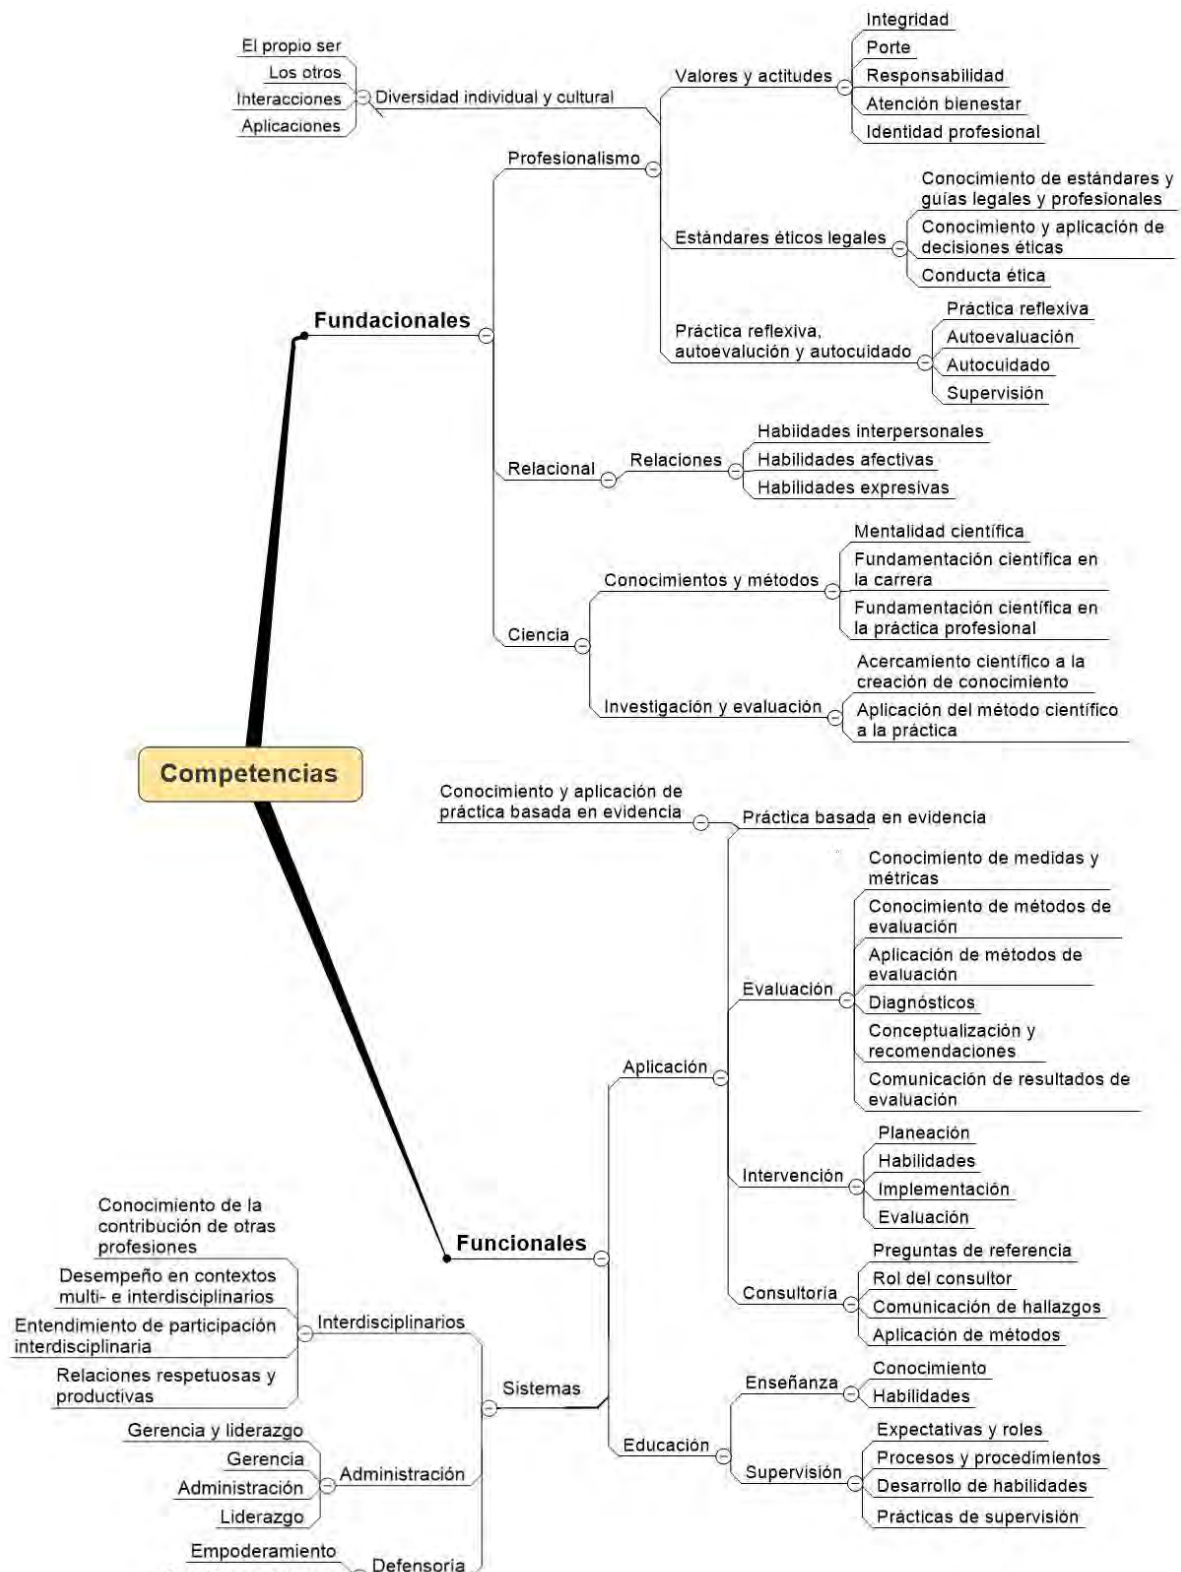 Integridad
Porte
Responsabilidad
Atención bienestar
Identidad profesional
Valores y actitudes
El propio ser
Los otros
Interacciones
Aplicaciones
Diversidad individual y cultural
Profesionalismo
Conocimiento de estándares y
guías legales y profesionales
Conocimiento y aplicación de
decisiones éticas
Conducta ética
Estándares éticos legales
Práctica reflexiva,
autoevalución y autocuidado
Práctica reflexiva
Autoevaluación
Autocuidado
Supervisión
Fundacionales
Relacional
Relaciones
Habiidades interpersonales
Habilidades afectivas
Habilidades expresivas
Ciencia
Conocimientos y métodos
Mentalidad científica
Fundamentación científica en
la carrera
Fundamentación científica en
la práctica profesional
Investigación y evaluación
Acercamiento científico a la
creación de conocimiento
Aplicación del método científico
a la práctica
Competencias
Conocimiento y aplicación de
práctica basada en evidencia
Práctica basada en evidencia
Conocimiento de medidas y
métricas
Conocimiento de métodos de
evaluación
Aplicación de métodos de
evaluación
Diagnósticos
Conceptualización y
recomendaciones
Comunicación de resultados de
evaluación
Evaluación
Aplicación
Intervención
Planeación
Habilidades
Implementación
Evaluación
Consultoría
Preguntas de referencia
Rol del consultor
Comunicación de hallazgos
Aplicación de métodos
Funcionales
Educación
Enseñanza
Conocimiento
Habilidades
Supervisión
Expectativas y roles
Procesos y procedimientos
Desarrollo de habilidades
Prácticas de supervisión
Sistemas
Interdisciplinarios
Conocimiento de la
contribución de otras
profesiones
Desempeño en contextos
multi- e interdisciplinarios
Entendimiento de participación
interdisciplinaria
Relaciones respetuosas y
productivas
Administración
Gerencia y liderazgo
Gerencia
Administración
Liderazgo
Defensoría
Empoderamiento